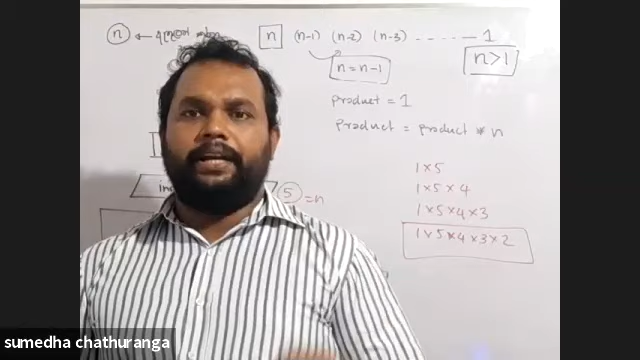 n ←
n (n-1) (n-2) (n-3) ------ 1
n = n-1
n>1
product = 1
product = product * n
1×5
5 = n
1×5×4
1×5×4×3
1×5×4×3×2
sumedha chathuranga